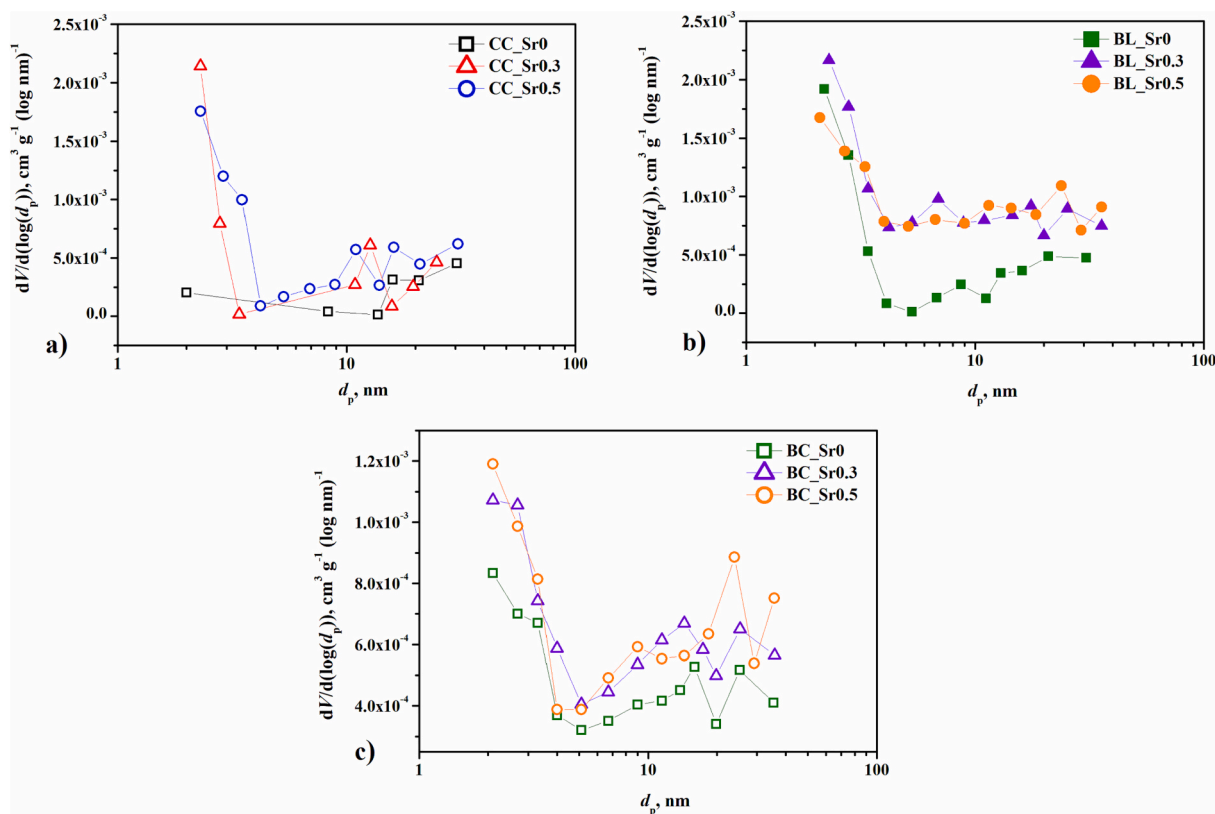 2.5x10⁻³
2.0x10⁻³
1.5x10⁻³
1.0x10⁻³
5.0x10⁻⁴
0.0
dV/d(log(dₚ)), cm³ g⁻¹ (log nm)⁻¹
CC_Sr0
CC_Sr0.3
CC_Sr0.5
a)
1 10 100
dₚ, nm
2.5x10⁻³
2.0x10⁻³
1.5x10⁻³
1.0x10⁻³
5.0x10⁻⁴
0.0
dV/d(log(dₚ)), cm³ g⁻¹ (log nm)⁻¹
BL_Sr0
BL_Sr0.3
BL_Sr0.5
b)
1 10 100
dₚ, nm
1.2x10⁻³
1.0x10⁻³
8.0x10⁻⁴
6.0x10⁻⁴
4.0x10⁻⁴
dV/d(log(dₚ)), cm³ g⁻¹ (log nm)⁻¹
BC_Sr0
BC_Sr0.3
BC_Sr0.5
c)
1 10 100
dₚ, nm